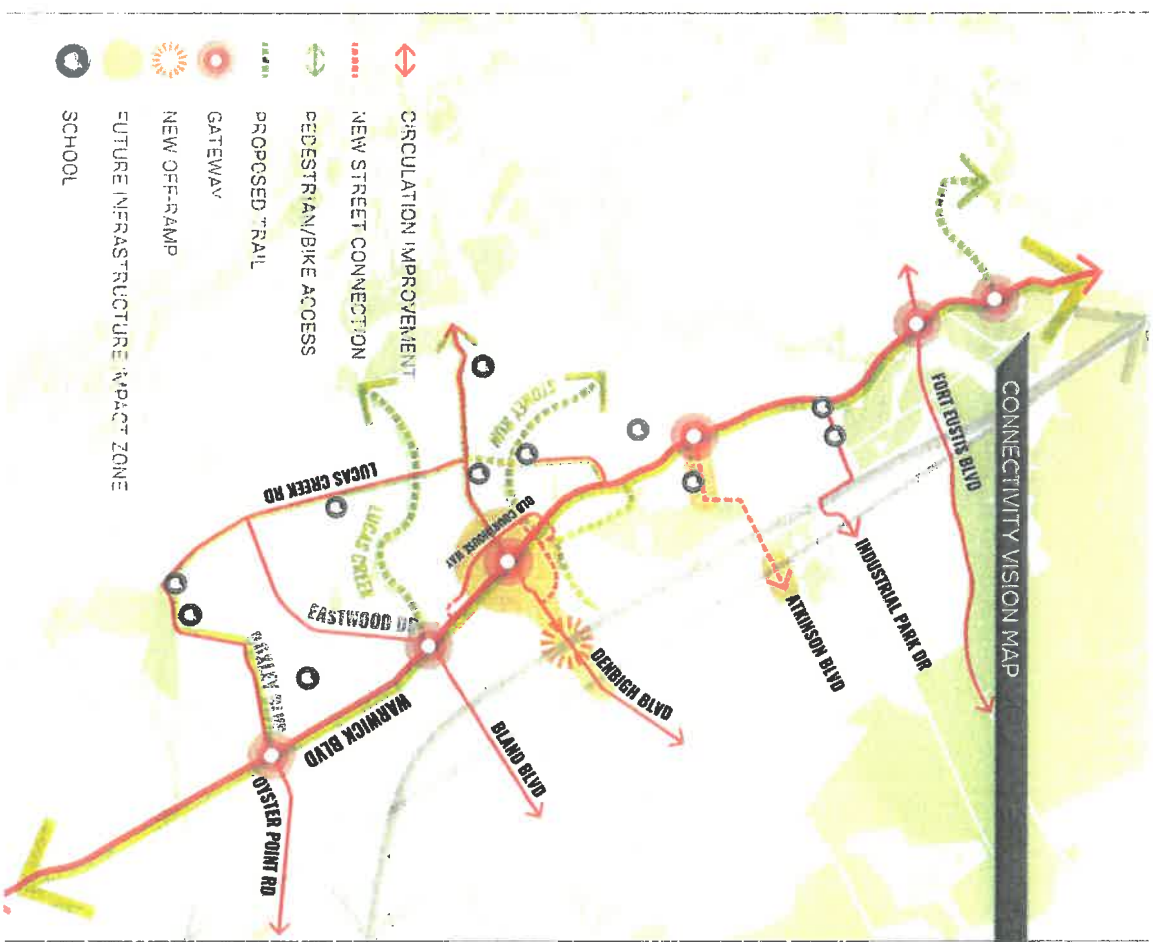 CONNECTIVITY VISION MAP
CIRCULATION IMPROVEMENT
NEW STREET CONNECTION
PEDESTRIAN/BIKE ACCESS
PROPOSED TRAIL
GATEWAY
NEW OFF-RAMP
FUTURE INFRASTRUCTURE IMPACT ZONE
SCHOOL
FORT EUSTIS BLVD
INDUSTRIAL PARK DR
ATKINSON BLVD
DENBIGH BLVD
BLAND BLVD
OYSTER POINT RD
WARWICK BLVD
OLD COURTHOUSE WAY
STONEY RUN
LUCAS CREEK
LUCAS CREEK RD
EASTWOOD DR